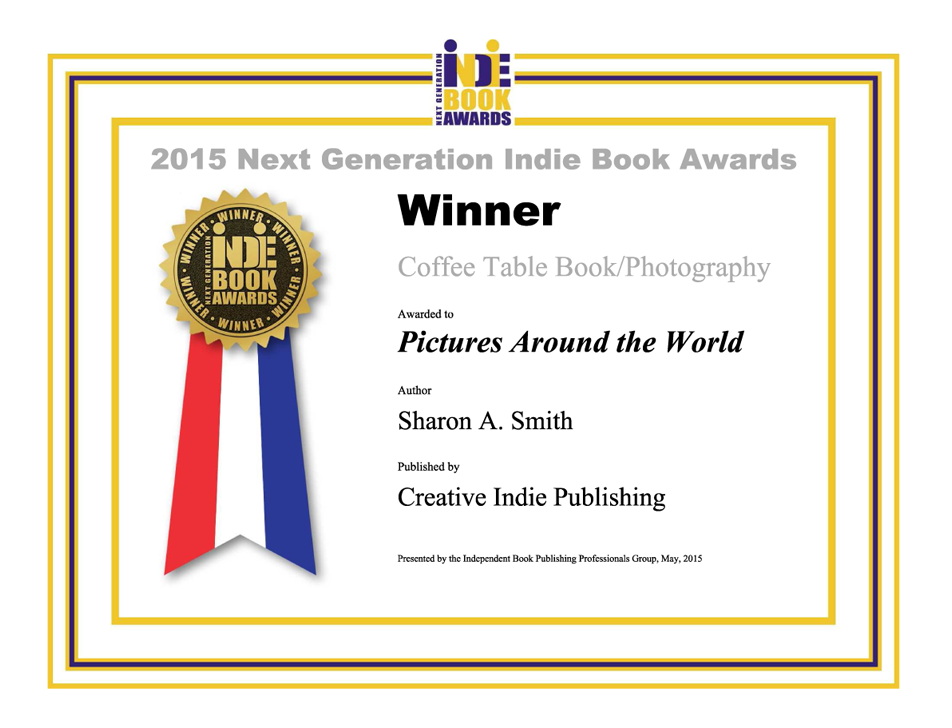 NEXT GENERATION
INDIE
BOOK
AWARDS
2015 Next Generation Indie Book Awards
Winner
Coffee Table Book/Photography
Awarded to
Pictures Around the World
Author
Sharon A. Smith
Published by
Creative Indie Publishing
Presented by the Independent Book Publishing Professionals Group, May, 2015
WINNER • WINNER • WINNER • WINNER • WINNER • WINNER •
NEXT GENERATION
INDIE
BOOK
AWARDS